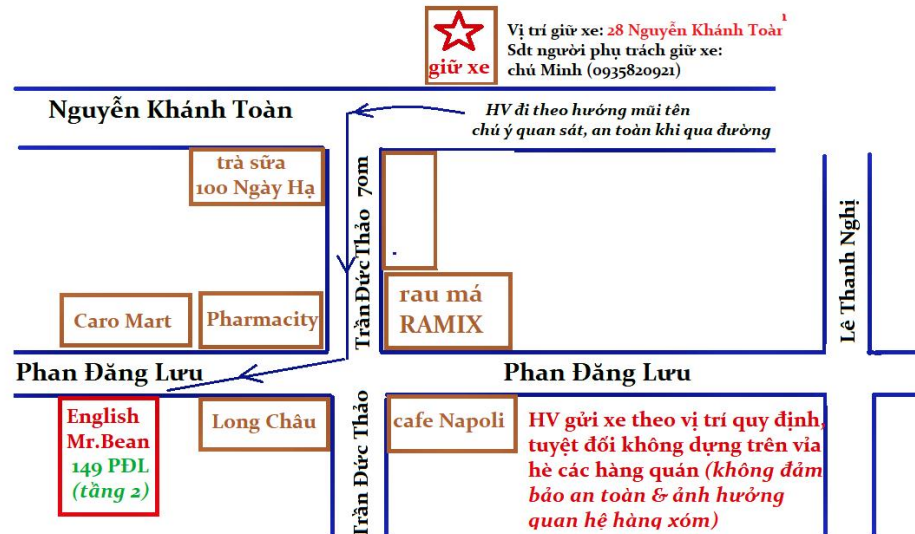 Vị trí giữ xe: 28 Nguyễn Khánh Toàn
Sdt người phụ trách giữ xe:
chú Minh (0935820921)
giữ xe
Nguyễn Khánh Toàn
HV đi theo hướng mũi tên
chú ý quan sát, an toàn khi qua đường
trà sữa
100 Ngày Hạ
Trần Đức Thảo 70m
Lê Thanh Nghị
Caro Mart
Pharmacity
rau má
RAMIX
Phan Đăng Lưu
Phan Đăng Lưu
English
Mr.Bean
149 PĐL
(tầng 2)
Long Châu
Trần Đức Thảo
cafe Napoli
HV gửi xe theo vị trí quy định,
tuyệt đối không dựng trên vỉa
hè các hàng quán (không đảm
bảo an toàn & ảnh hưởng
quan hệ hàng xóm)